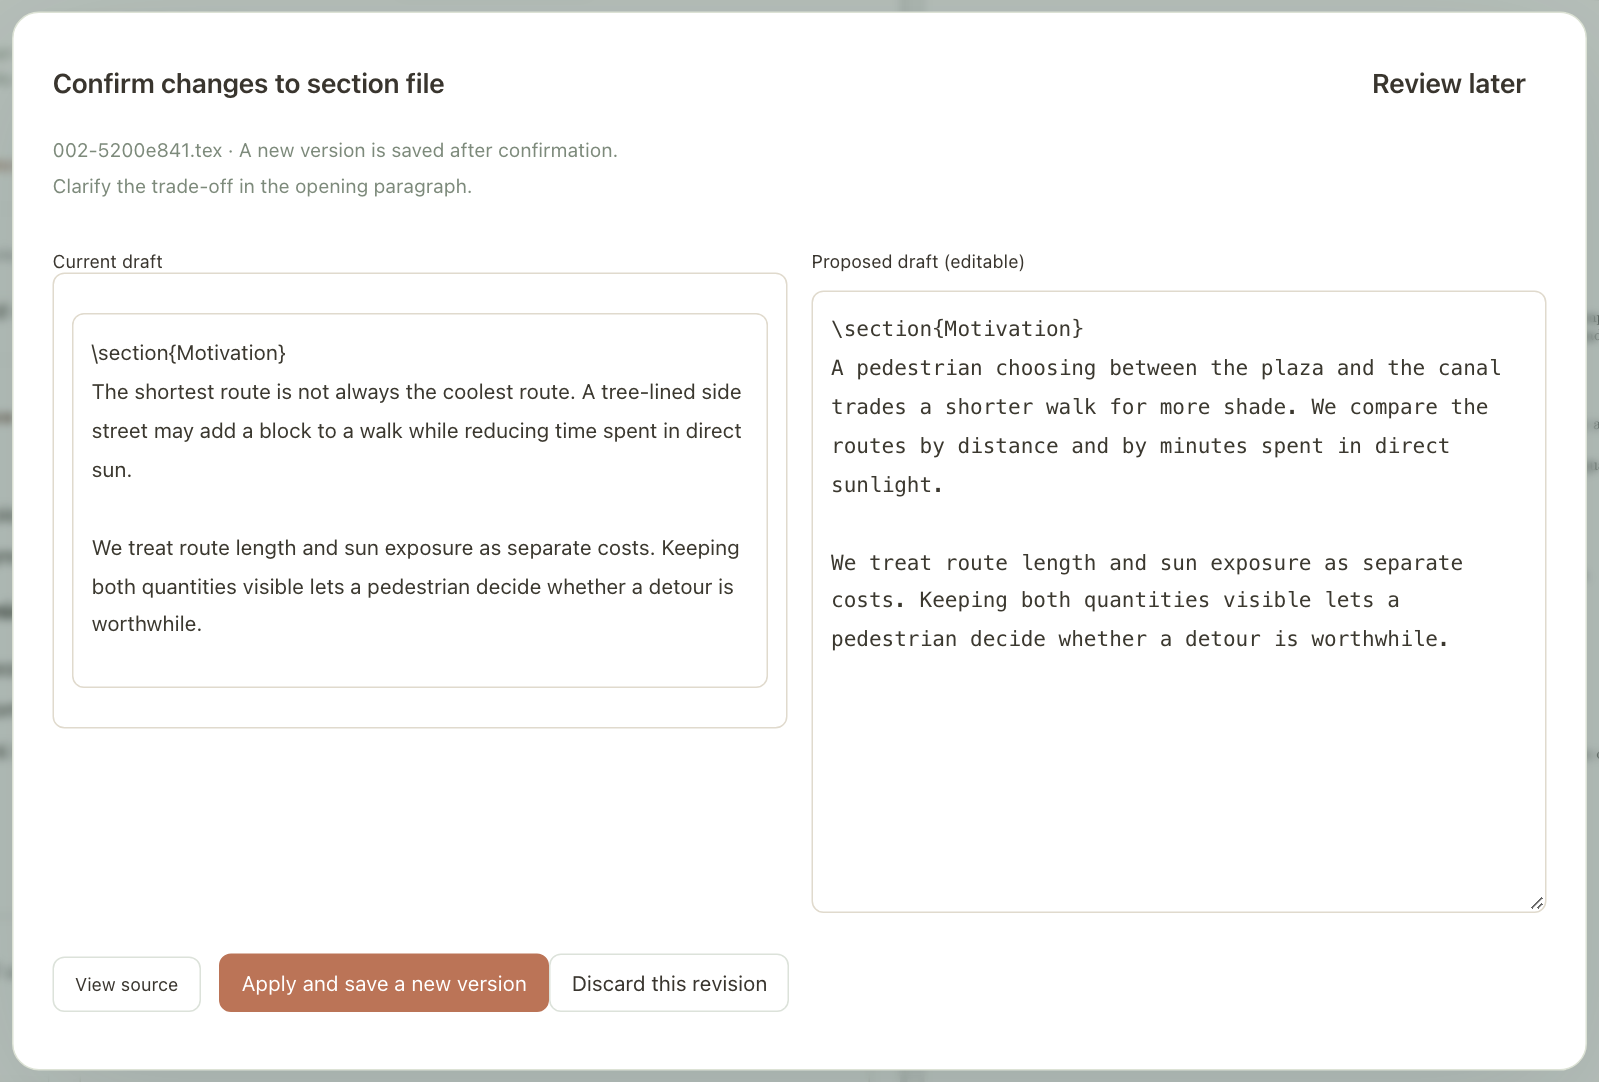 Confirm changes to section file
Review later
002-5200e841.tex · A new version is saved after confirmation.
Clarify the trade-off in the opening paragraph.
Current draft
\section{Motivation}
The shortest route is not always the coolest route. A tree-lined side
street may add a block to a walk while reducing time spent in direct
sun.
We treat route length and sun exposure as separate costs. Keeping
both quantities visible lets a pedestrian decide whether a detour is
worthwhile.
Proposed draft (editable)
\section{Motivation}
A pedestrian choosing between the plaza and the canal
trades a shorter walk for more shade. We compare the
routes by distance and by minutes spent in direct
sunlight.
We treat route length and sun exposure as separate
costs. Keeping both quantities visible lets a
pedestrian decide whether a detour is worthwhile.
View source
Apply and save a new version
Discard this revision